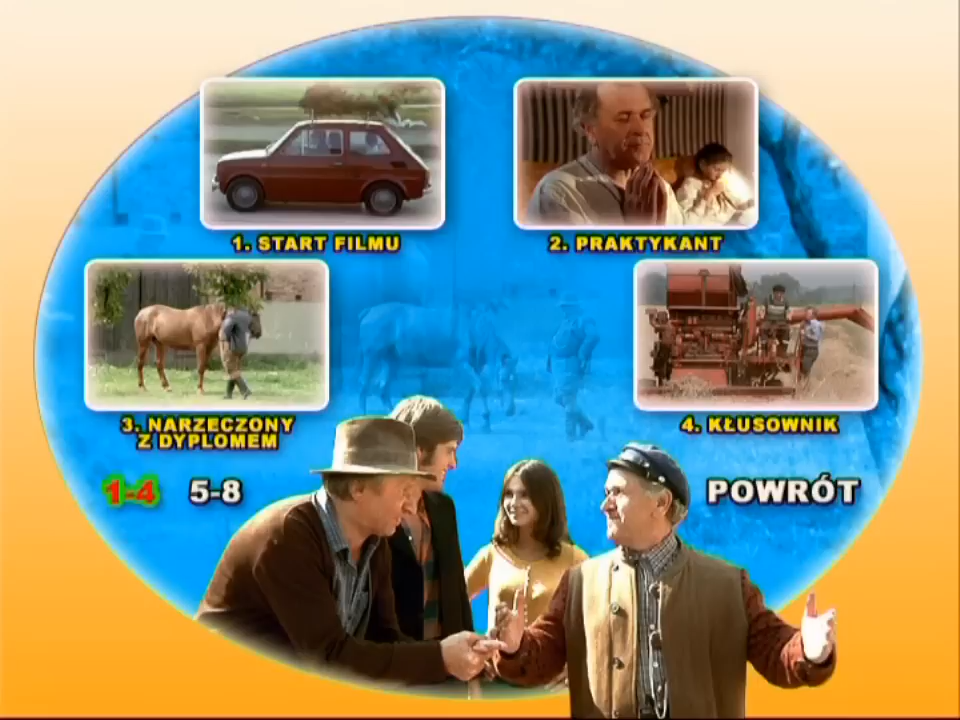 1. START FILMU
2. PRAKTYKANT
3. NARZECZONY
Z DYPLOMEM
4. KŁUSOWNIK
1-4
5-8
POWRÓT